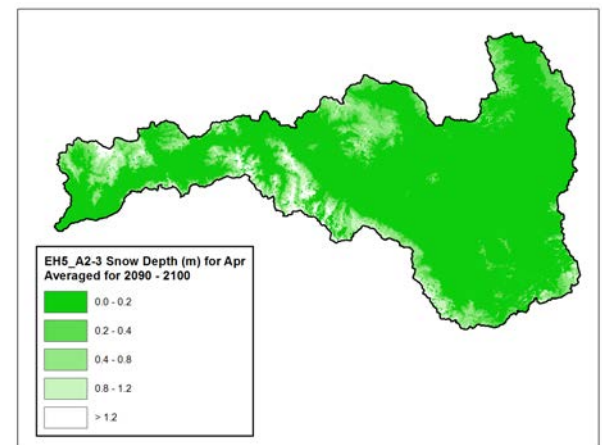 EH5_A2-3 Snow Depth (m) for Apr
Averaged for 2090 - 2100
0.0 - 0.2
0.2 - 0.4
0.4 - 0.8
0.8 - 1.2
> 1.2